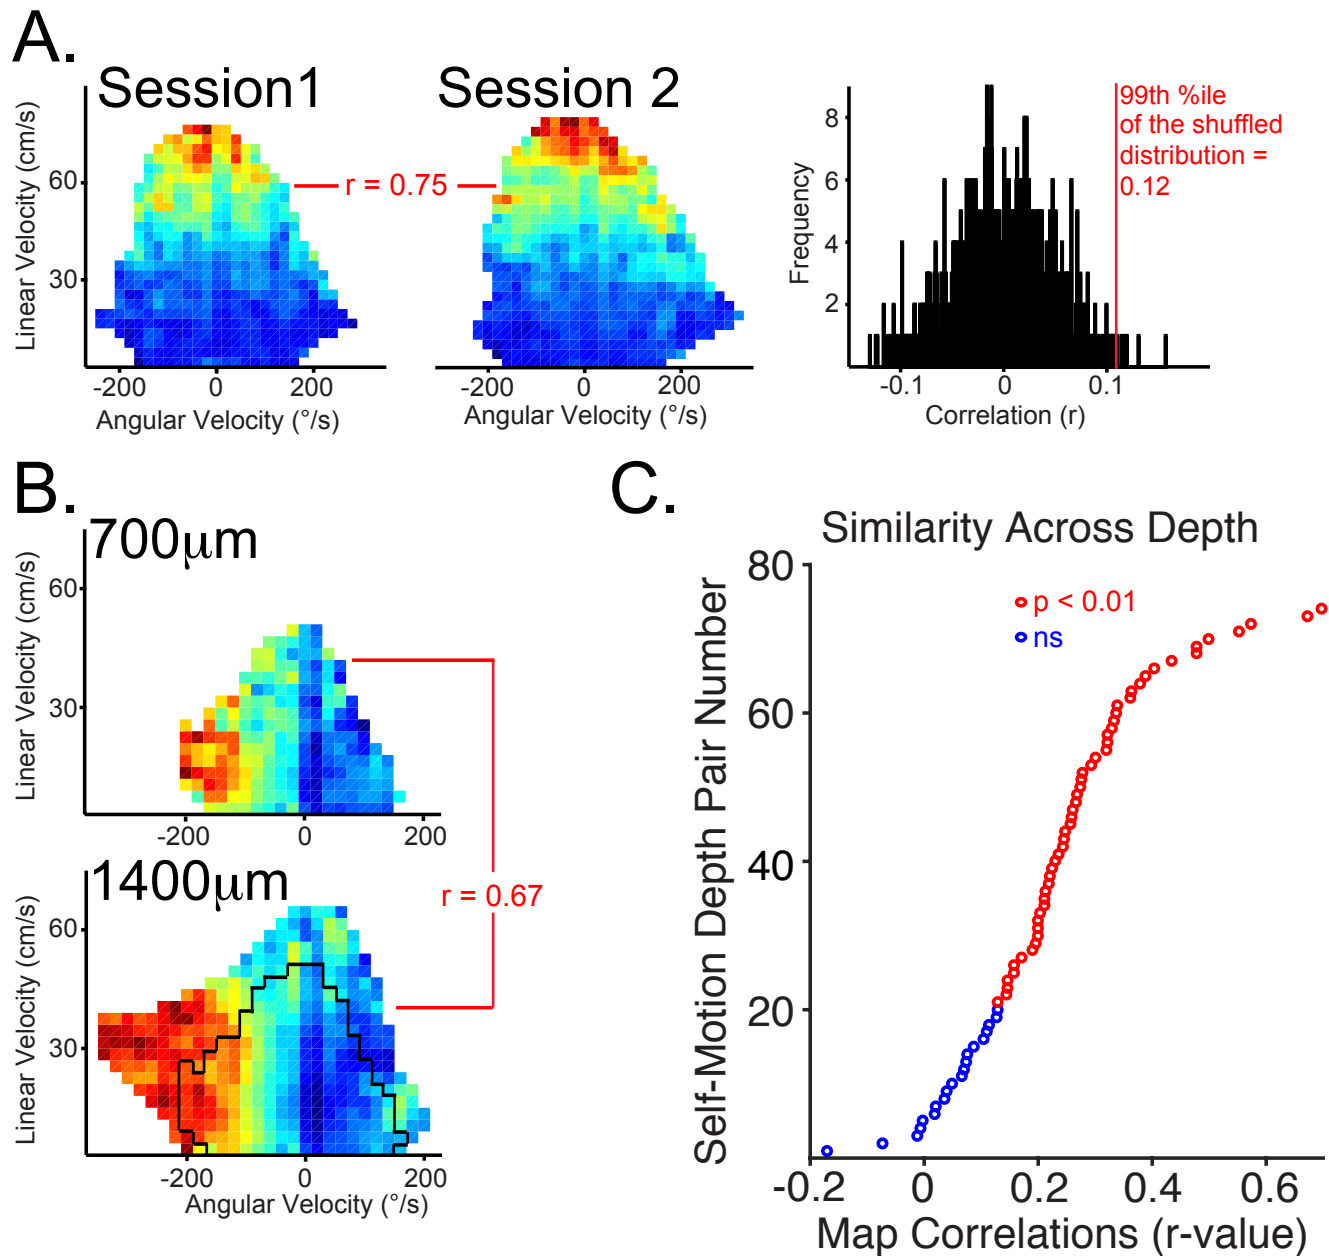 A.
Session1
Session 2
Linear Velocity (cm/s)
60
30
-200
0
200
Angular Velocity (°/s)
r = 0.75
-200
0
200
Angular Velocity (°/s)
99th %ile
of the shuffled
distribution =
0.12
Frequency
8
6
4
2
-0.1
0
0.1
Correlation (r)
B.
700μm
Linear Velocity (cm/s)
60
30
-200
0
200
r = 0.67
1400μm
Linear Velocity (cm/s)
60
30
-200
0
200
Angular Velocity (°/s)
C.
Similarity Across Depth
p < 0.01
ns
Self-Motion Depth Pair Number
80
60
40
20
-0.2
0
0.2
0.4
0.6
Map Correlations (r-value)